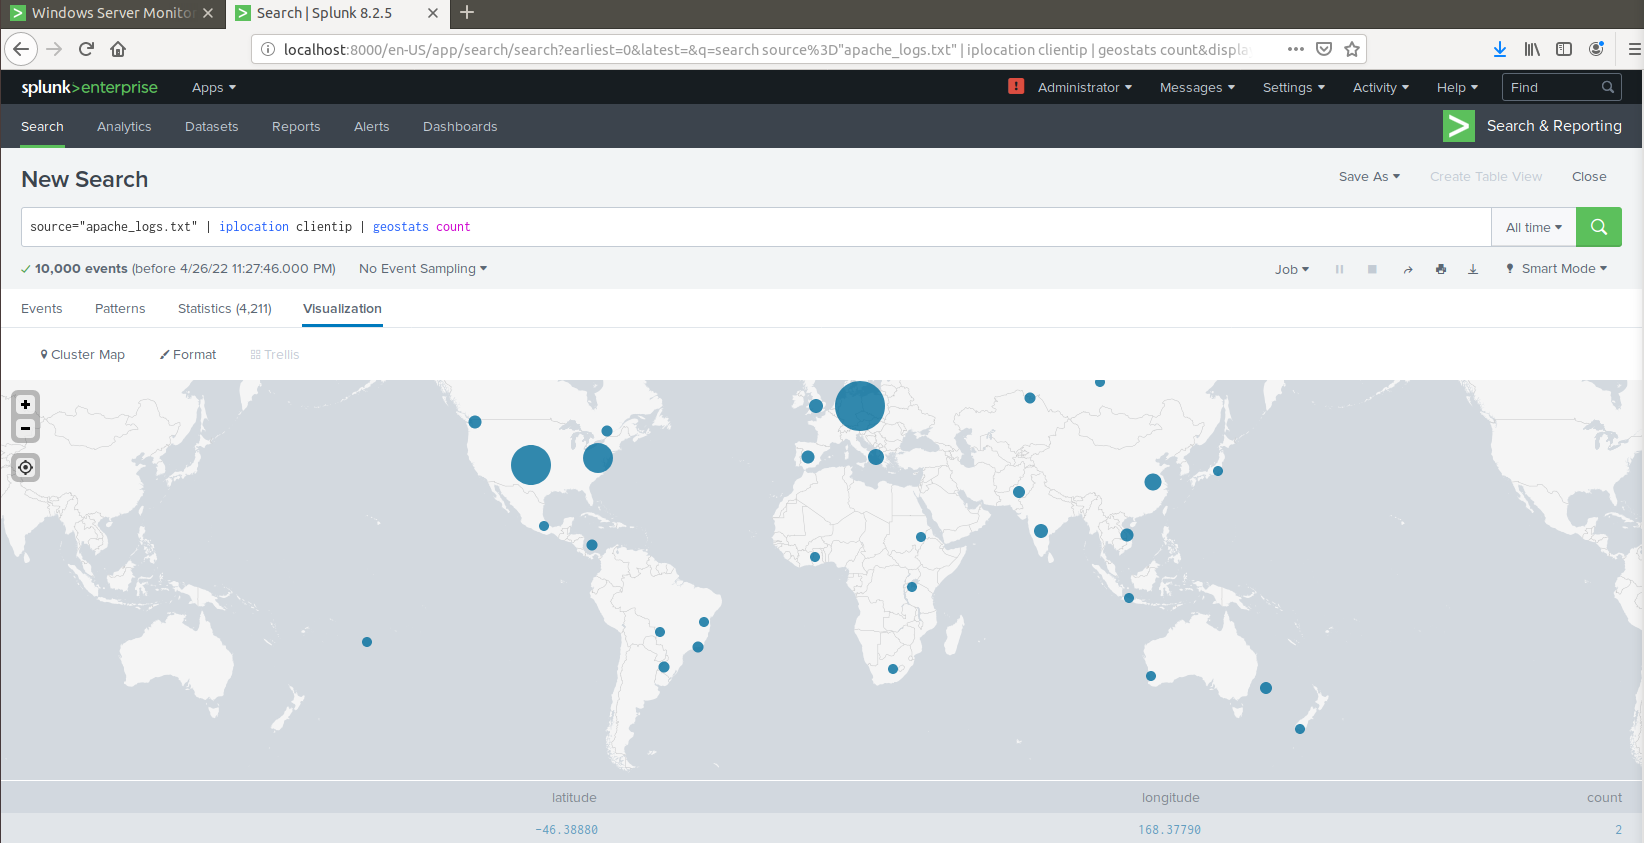 Windows Server Monito
Search | Splunk 8.2.5
localhost:8000/en-US/app/search/search?earliest=0&latest=&q=search source%3D"apache_logs.txt" | iplocation clientip | geostats count&displa
splunk>enterprise
Apps
!
Administrator
Messages
Settings
Activity
Help
Find
Search
Analytics
Datasets
Reports
Alerts
Dashboards
Search & Reporting
New Search
Save As
Create Table View
Close
source="apache_logs.txt" | iplocation clientip | geostats count
All time
10,000 events (before 4/26/22 11:27:46.000 PM)
No Event Sampling
Job
Smart Mode
Events
Patterns
Statistics (4,211)
Visualization
Cluster Map
Format
Trellis
+
−
latitude
longitude
count
-46.38880
168.37790
2